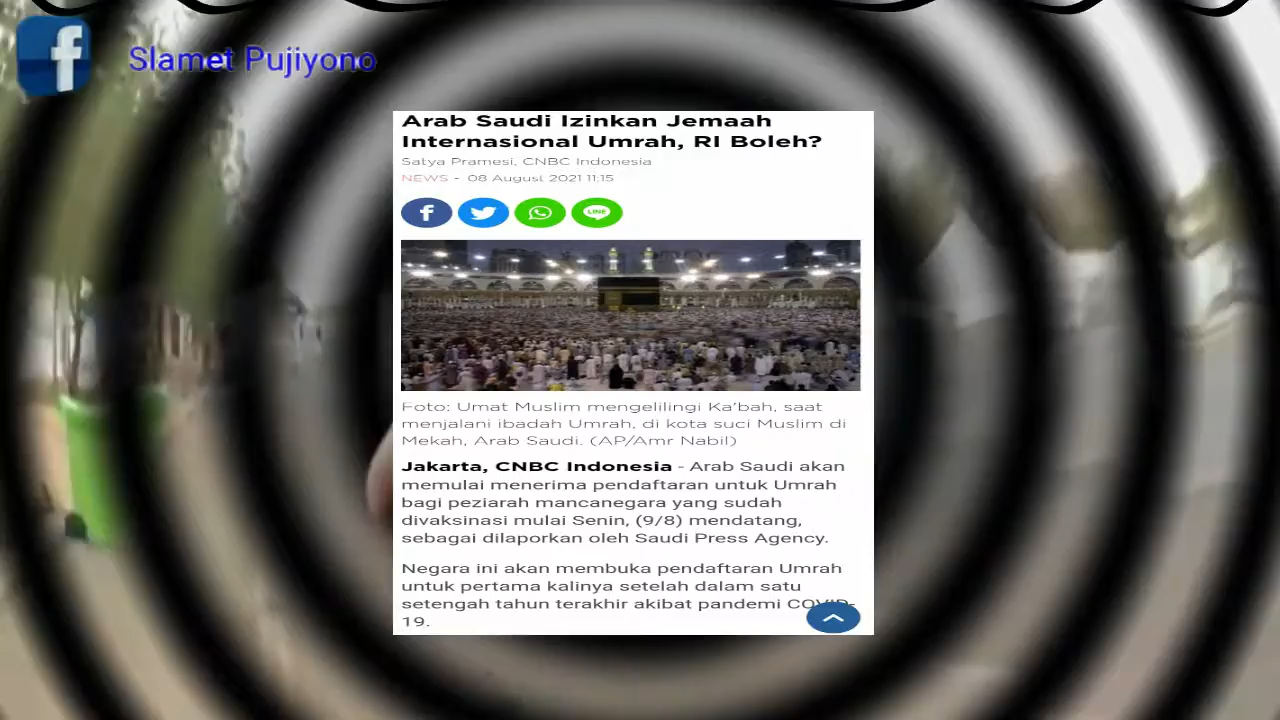 Slamet Pujiyono
Arab Saudi Izinkan Jemaah
Internasional Umrah, RI Boleh?
Satya Pramesi, CNBC Indonesia
NEWS - 08 August 2021 11:15
LINE
Foto: Umat Muslim mengelilingi Ka'bah, saat
menjalani ibadah Umrah, di kota suci Muslim di
Mekah, Arab Saudi. (AP/Amr Nabil)
Jakarta, CNBC Indonesia - Arab Saudi akan
memulai menerima pendaftaran untuk Umrah
bagi peziarah mancanegara yang sudah
divaksinasi mulai Senin, (9/8) mendatang,
sebagai dilaporkan oleh Saudi Press Agency.
Negara ini akan membuka pendaftaran Umrah
untuk pertama kalinya setelah dalam satu
setengah tahun terakhir akibat pandemi COVID-
19.